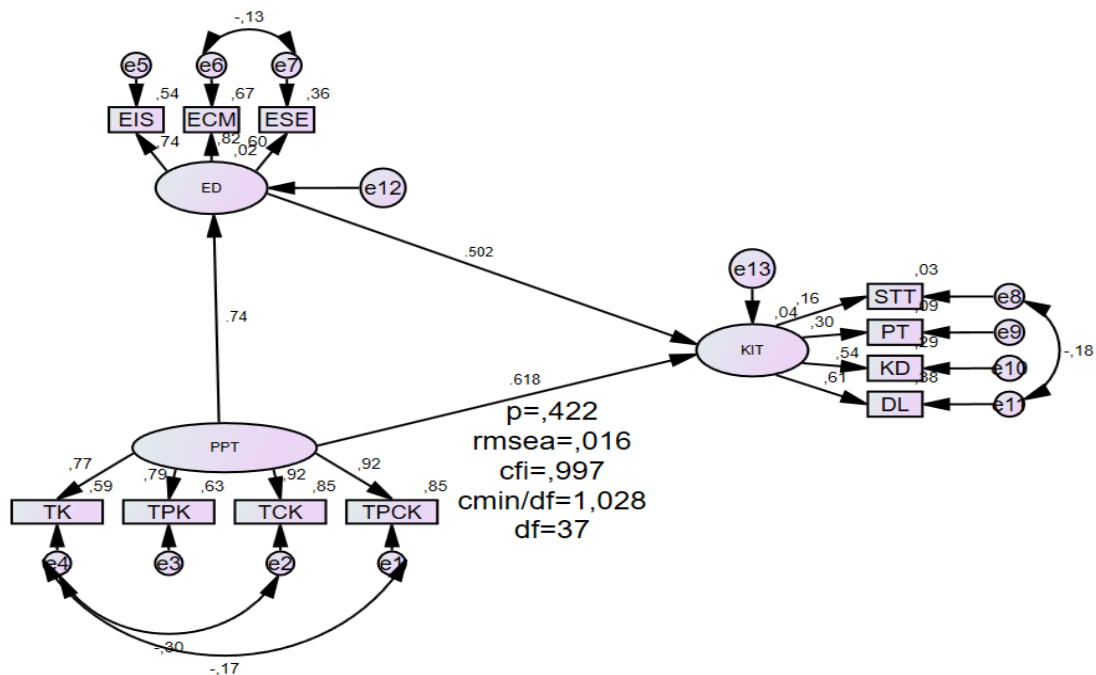 -,13
e5 e6 e7
,54 ,67 ,36
EIS ECM ESE
,74 ,82 ,60
,02
ED
e12
.502
e13
,03
STT e8
,16
,04 ,09
,30 PT e9
-,18
,29
KIT ,54 KD e10
,61 ,38
DL e11
.74
.618
p=,422
rmsea=,016
cfi=,997
cmin/df=1,028
df=37
PPT
,77 ,79 ,92 ,92
,59 ,63 ,85 ,85
TK TPK TCK TPCK
e4 e3 e2 e1
-,30
-,17